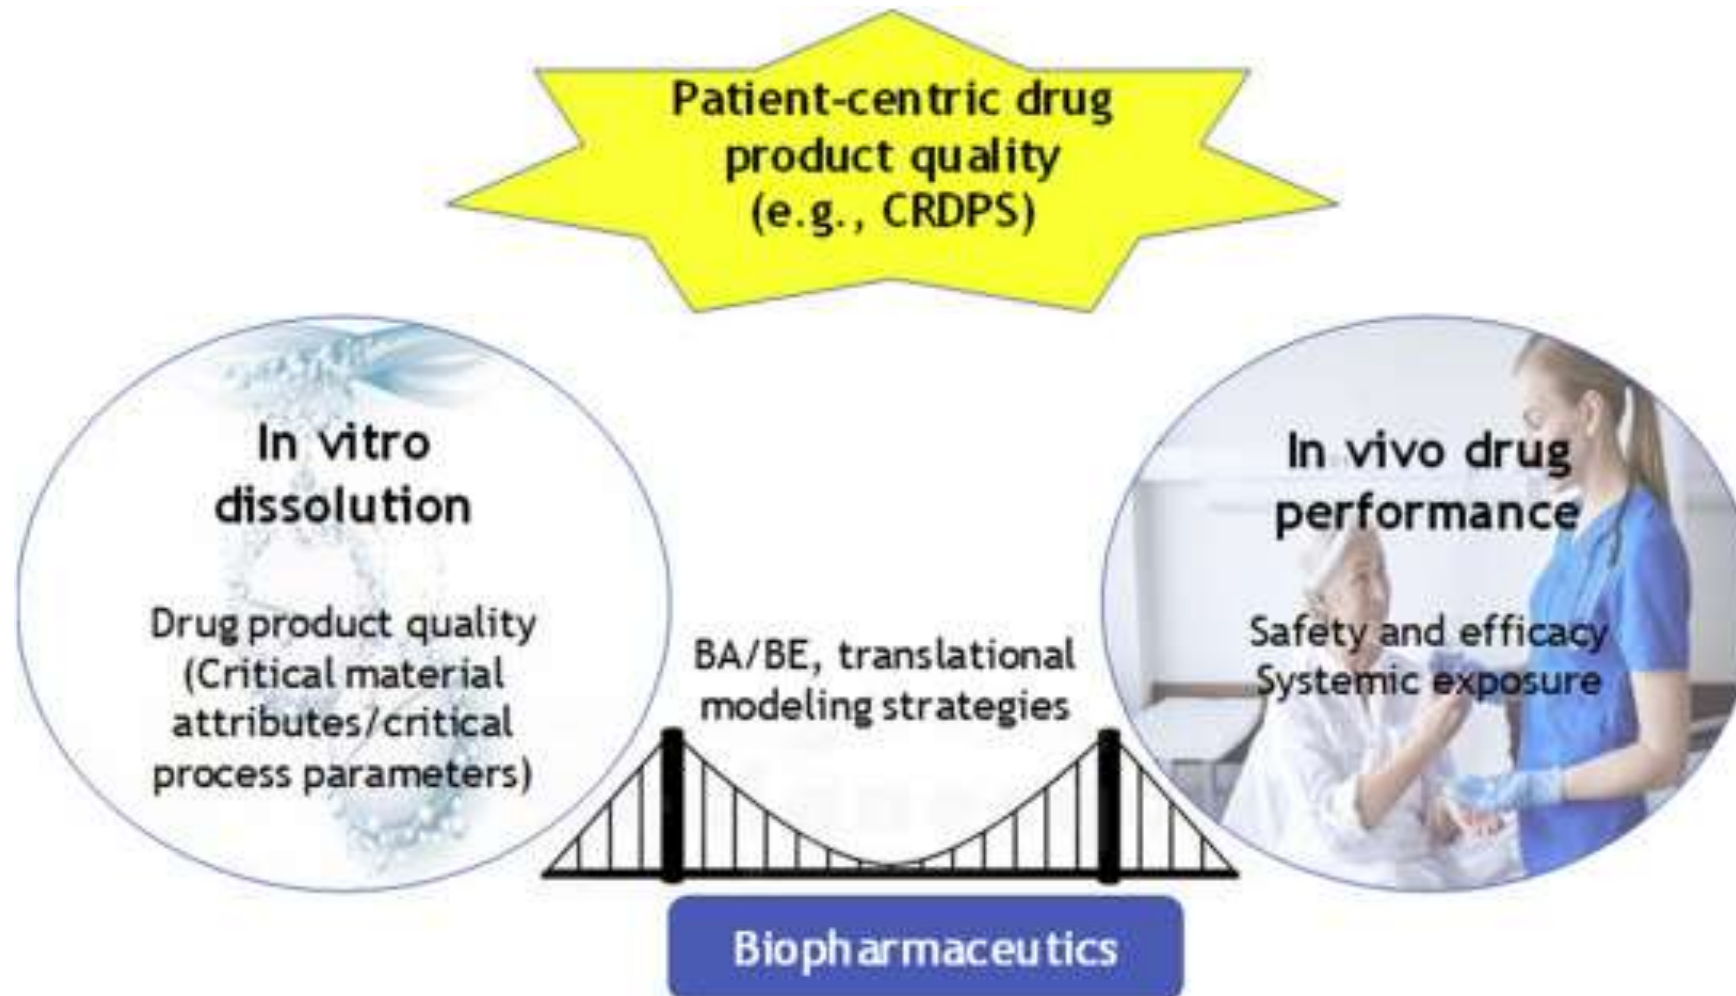 Patient-centric drug
product quality
(e.g., CRDPS)
In vitro
dissolution
Drug product quality
(Critical material
attributes/critical
process parameters)
BA/BE, translational
modeling strategies
In vivo drug
performance
Safety and efficacy
Systemic exposure
Biopharmaceutics